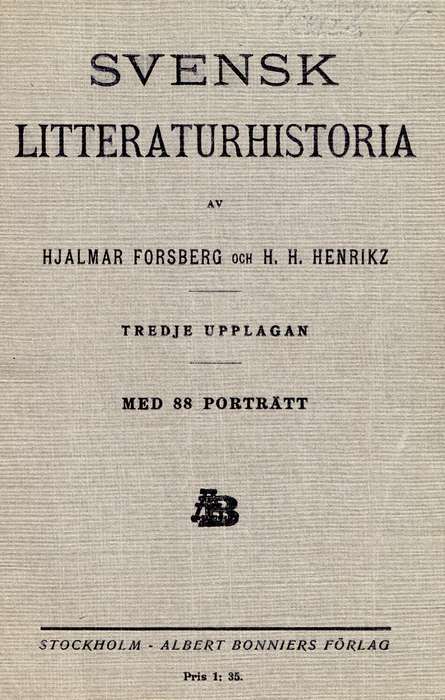 SVENSK
LITTERATURHISTORIA
AV
HJALMAR FORSBERG OCH H. H. HENRIKZ
TREDJE UPPLAGAN
MED 88 PORTRÄTT
AB
STOCKHOLM - ALBERT BONNIERS FÖRLAG
Pris 1: 35.